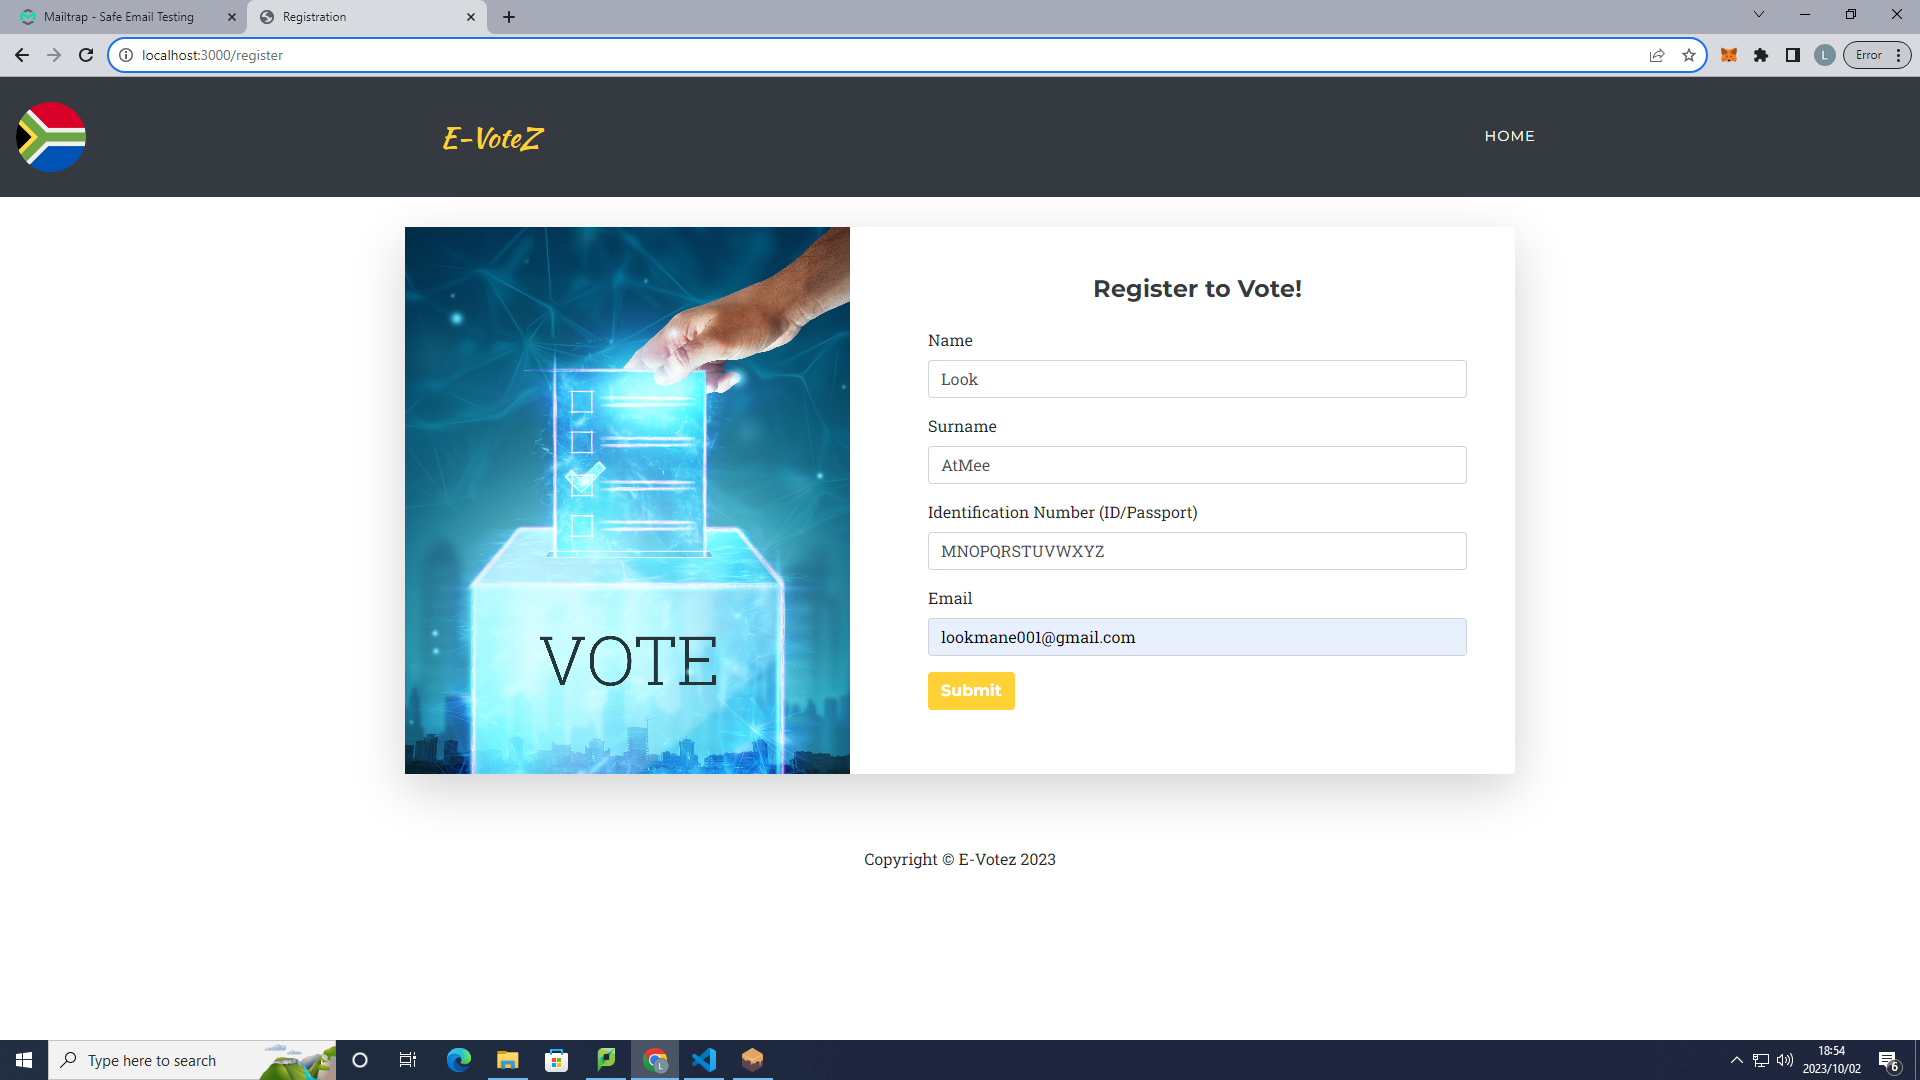 Mailtrap - Safe Email Testing
Registration
localhost:3000/register
L
Error
E-VoteZ
HOME
VOTE
Register to Vote!
Name
Look
Surname
AtMee
Identification Number (ID/Passport)
MNOPQRSTUVWXYZ
Email
lookmane001@gmail.com
Submit
Copyright © E-Votez 2023
Type here to search
L
18:54
2023/10/02
6